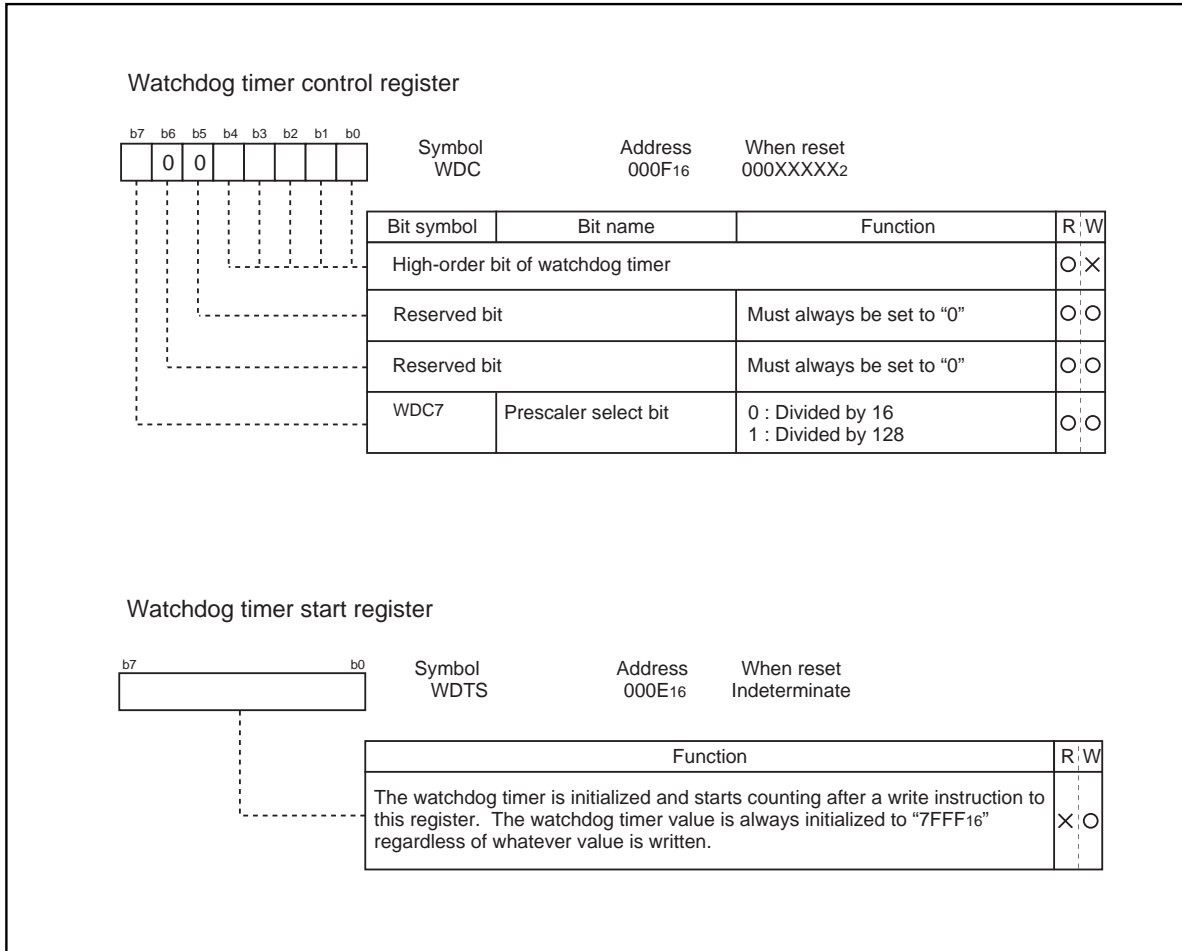 Watchdog timer control register
b7 b6 b5 b4 b3 b2 b1 b0
0 0
Symbol Address When reset
WDC 000F16 000XXXXX2
Bit symbol Bit name Function R W
High-order bit of watchdog timer
Reserved bit Must always be set to “0”
Reserved bit Must always be set to “0”
WDC7 Prescaler select bit 0 : Divided by 16
1 : Divided by 128
Watchdog timer start register
b7 b0
Symbol Address When reset
WDTS 000E16 Indeterminate
Function R W
The watchdog timer is initialized and starts counting after a write instruction to
this register. The watchdog timer value is always initialized to “7FFF16”
regardless of whatever value is written.